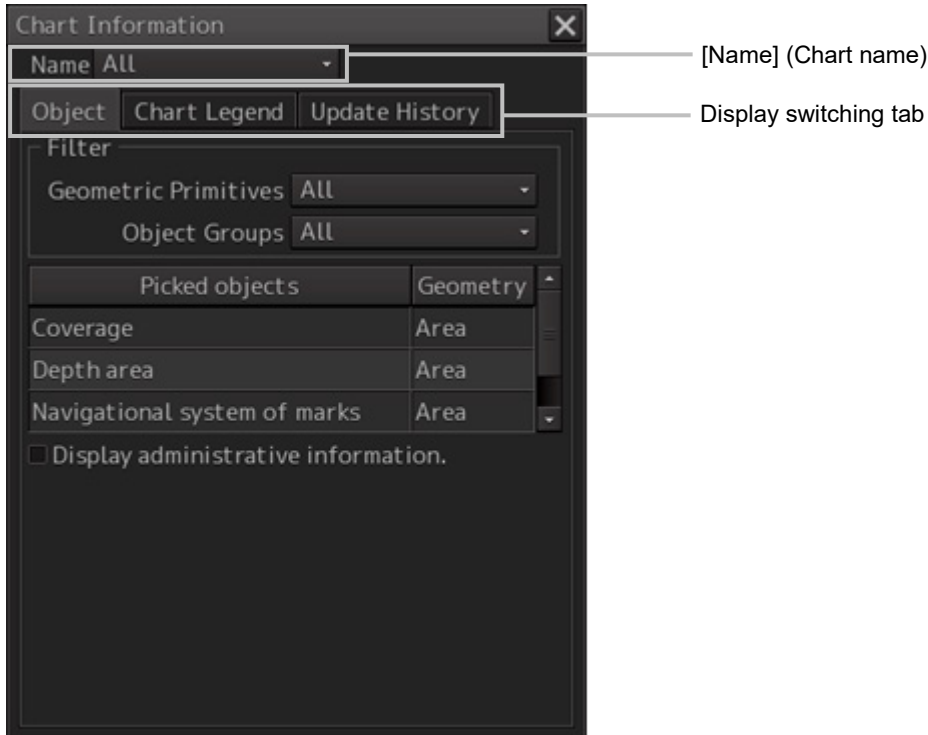 Chart Information
Name All
[Name] (Chart name)
Object Chart Legend Update History
Display switching tab
Filter
Geometric Primitives All
Object Groups All
Picked objects Geometry
Coverage Area
Depth area Area
Navigational system of marks Area
Display administrative information.